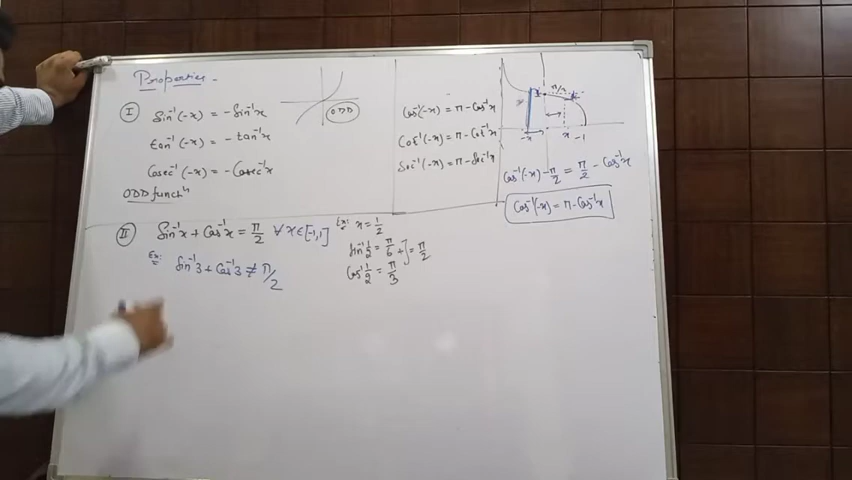 Properties -
I
Sin⁻¹(-x) = -Sin⁻¹x
tan⁻¹(-x) = -tan⁻¹x
Cosec⁻¹(-x) = -Cosec⁻¹x
ODD functⁿ
ODD
Cos⁻¹(-x) = π - Cos⁻¹x
Cot⁻¹(-x) = π - Cot⁻¹x
Sec⁻¹(-x) = π - Sec⁻¹x
π/2
-x x -1
Cos⁻¹(-x) - π/2 = π/2 - Cos⁻¹x
Cos⁻¹(-x) = π - Cos⁻¹x
II
Sin⁻¹x + Cos⁻¹x = π/2 ∀ x ∈ [-1,1]
Ex: Sin⁻¹3 + Cos⁻¹3 ≠ π/2
Ex: x = 1/2
Sin⁻¹ 1/2 = π/6 + ] = π/2
Cos⁻¹ 1/2 = π/3